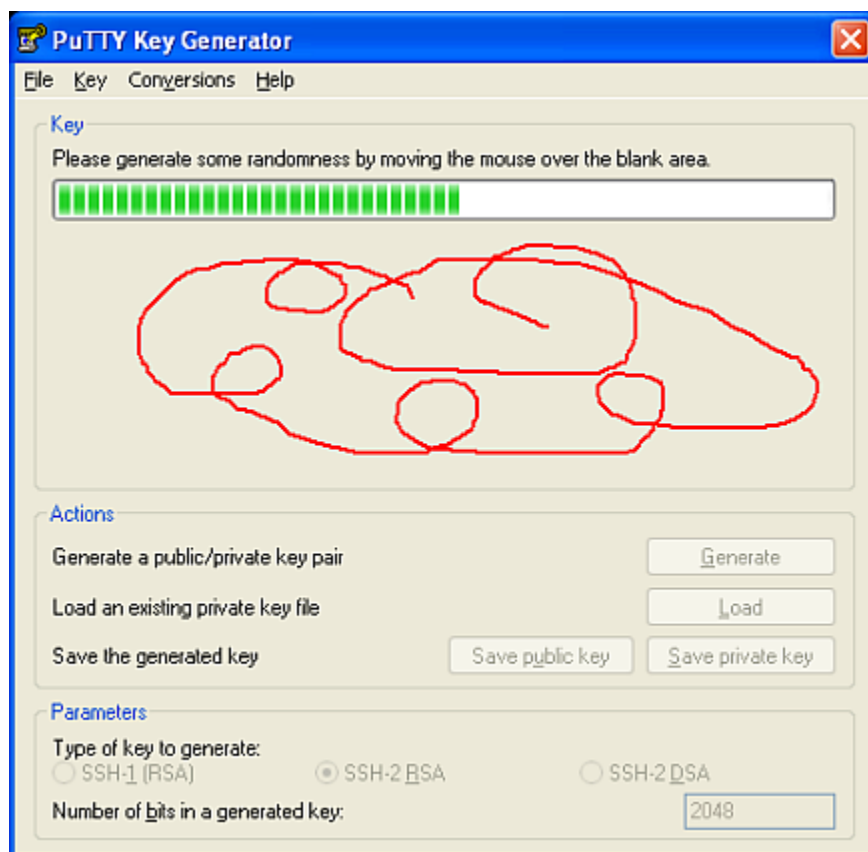 PuTTY Key Generator
File Key Conversions Help
Key
Please generate some randomness by moving the mouse over the blank area.
Actions
Generate a public/private key pair Generate
Load an existing private key file Load
Save the generated key Save public key Save private key
Parameters
Type of key to generate:
SSH-1 (RSA) SSH-2 RSA SSH-2 DSA
Number of bits in a generated key: 2048